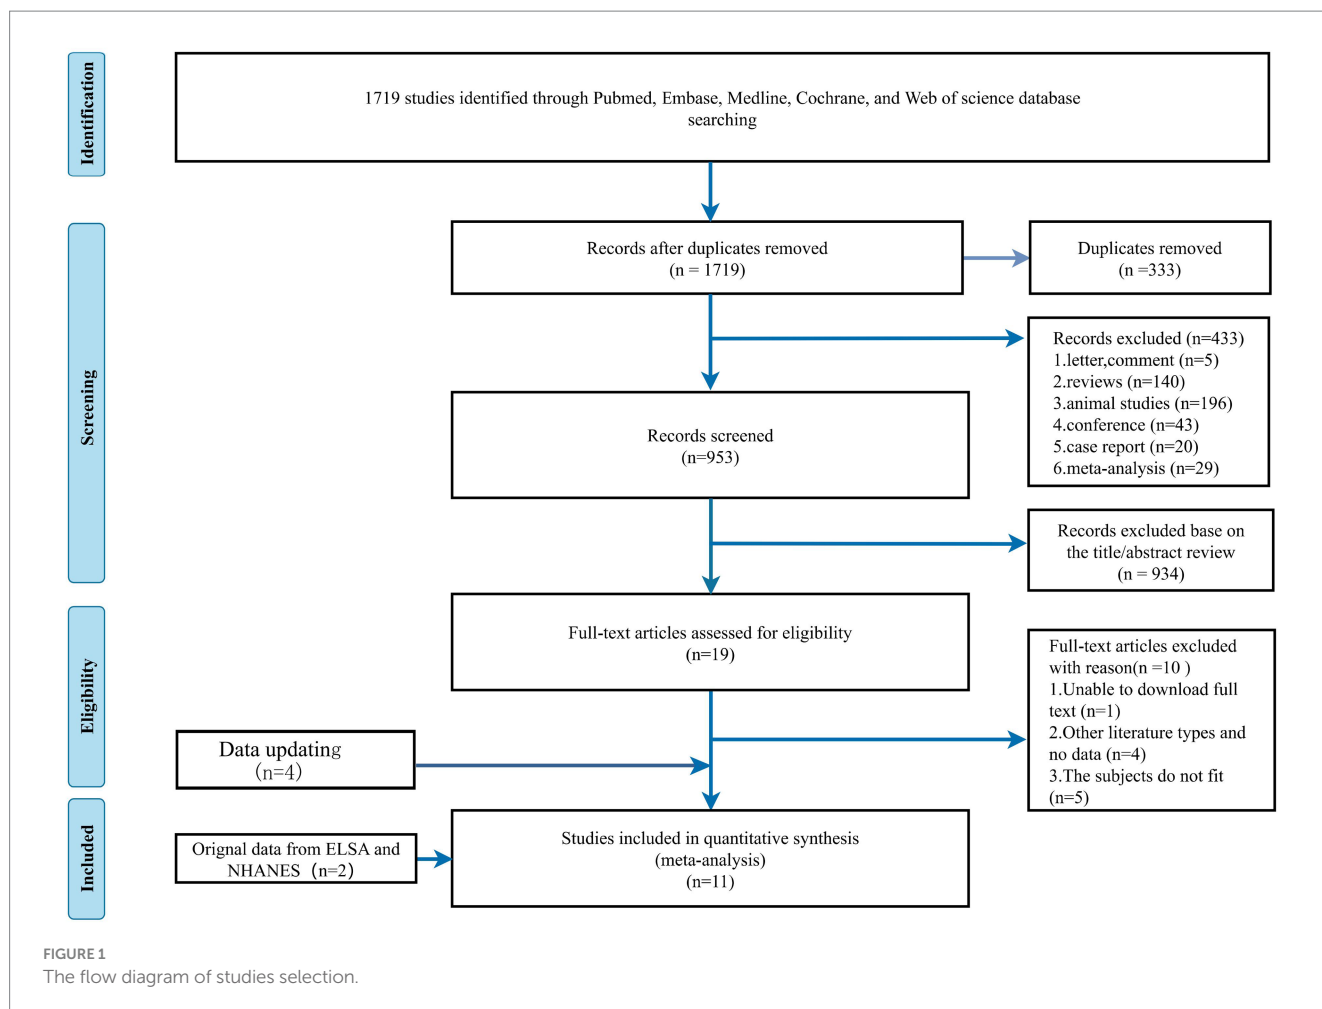 Identification
1719 studies identified through Pubmed, Embase, Medline, Cochrane, and Web of science database
searching
Screening
Records after duplicates removed
(n = 1719)
Duplicates removed
(n =333)
Records excluded (n=433)
1.letter,comment (n=5)
2.reviews (n=140)
3.animal studies (n=196)
4.conference (n=43)
5.case report (n=20)
6.meta-analysis (n=29)
Records screened
(n=953)
Records excluded base on
the title/abstract review
(n = 934)
Eligibility
Full-text articles assessed for eligibility
(n=19)
Full-text articles excluded
with reason(n =10 )
1.Unable to download full
text (n=1)
2.Other literature types and
no data (n=4)
3.The subjects do not fit
(n=5)
Data updating
(n=4)
Included
Orignal data from ELSA and
NHANES（n=2）
Studies included in quantitative synthesis
(meta-analysis)
(n=11)
FIGURE 1
The flow diagram of studies selection.